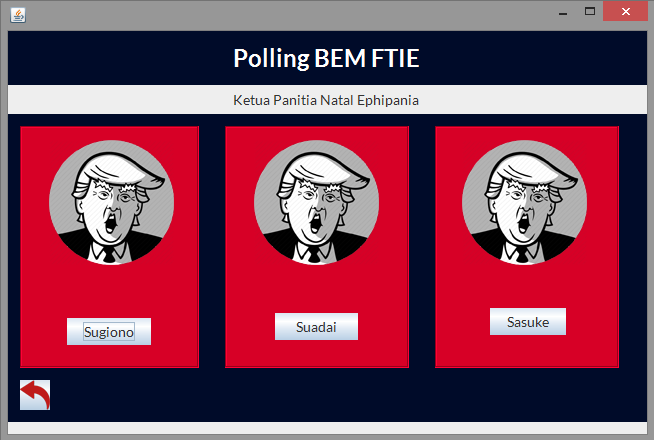 Polling BEM FTIE
Ketua Panitia Natal Ephipania
Sugiono
Suadai
Sasuke